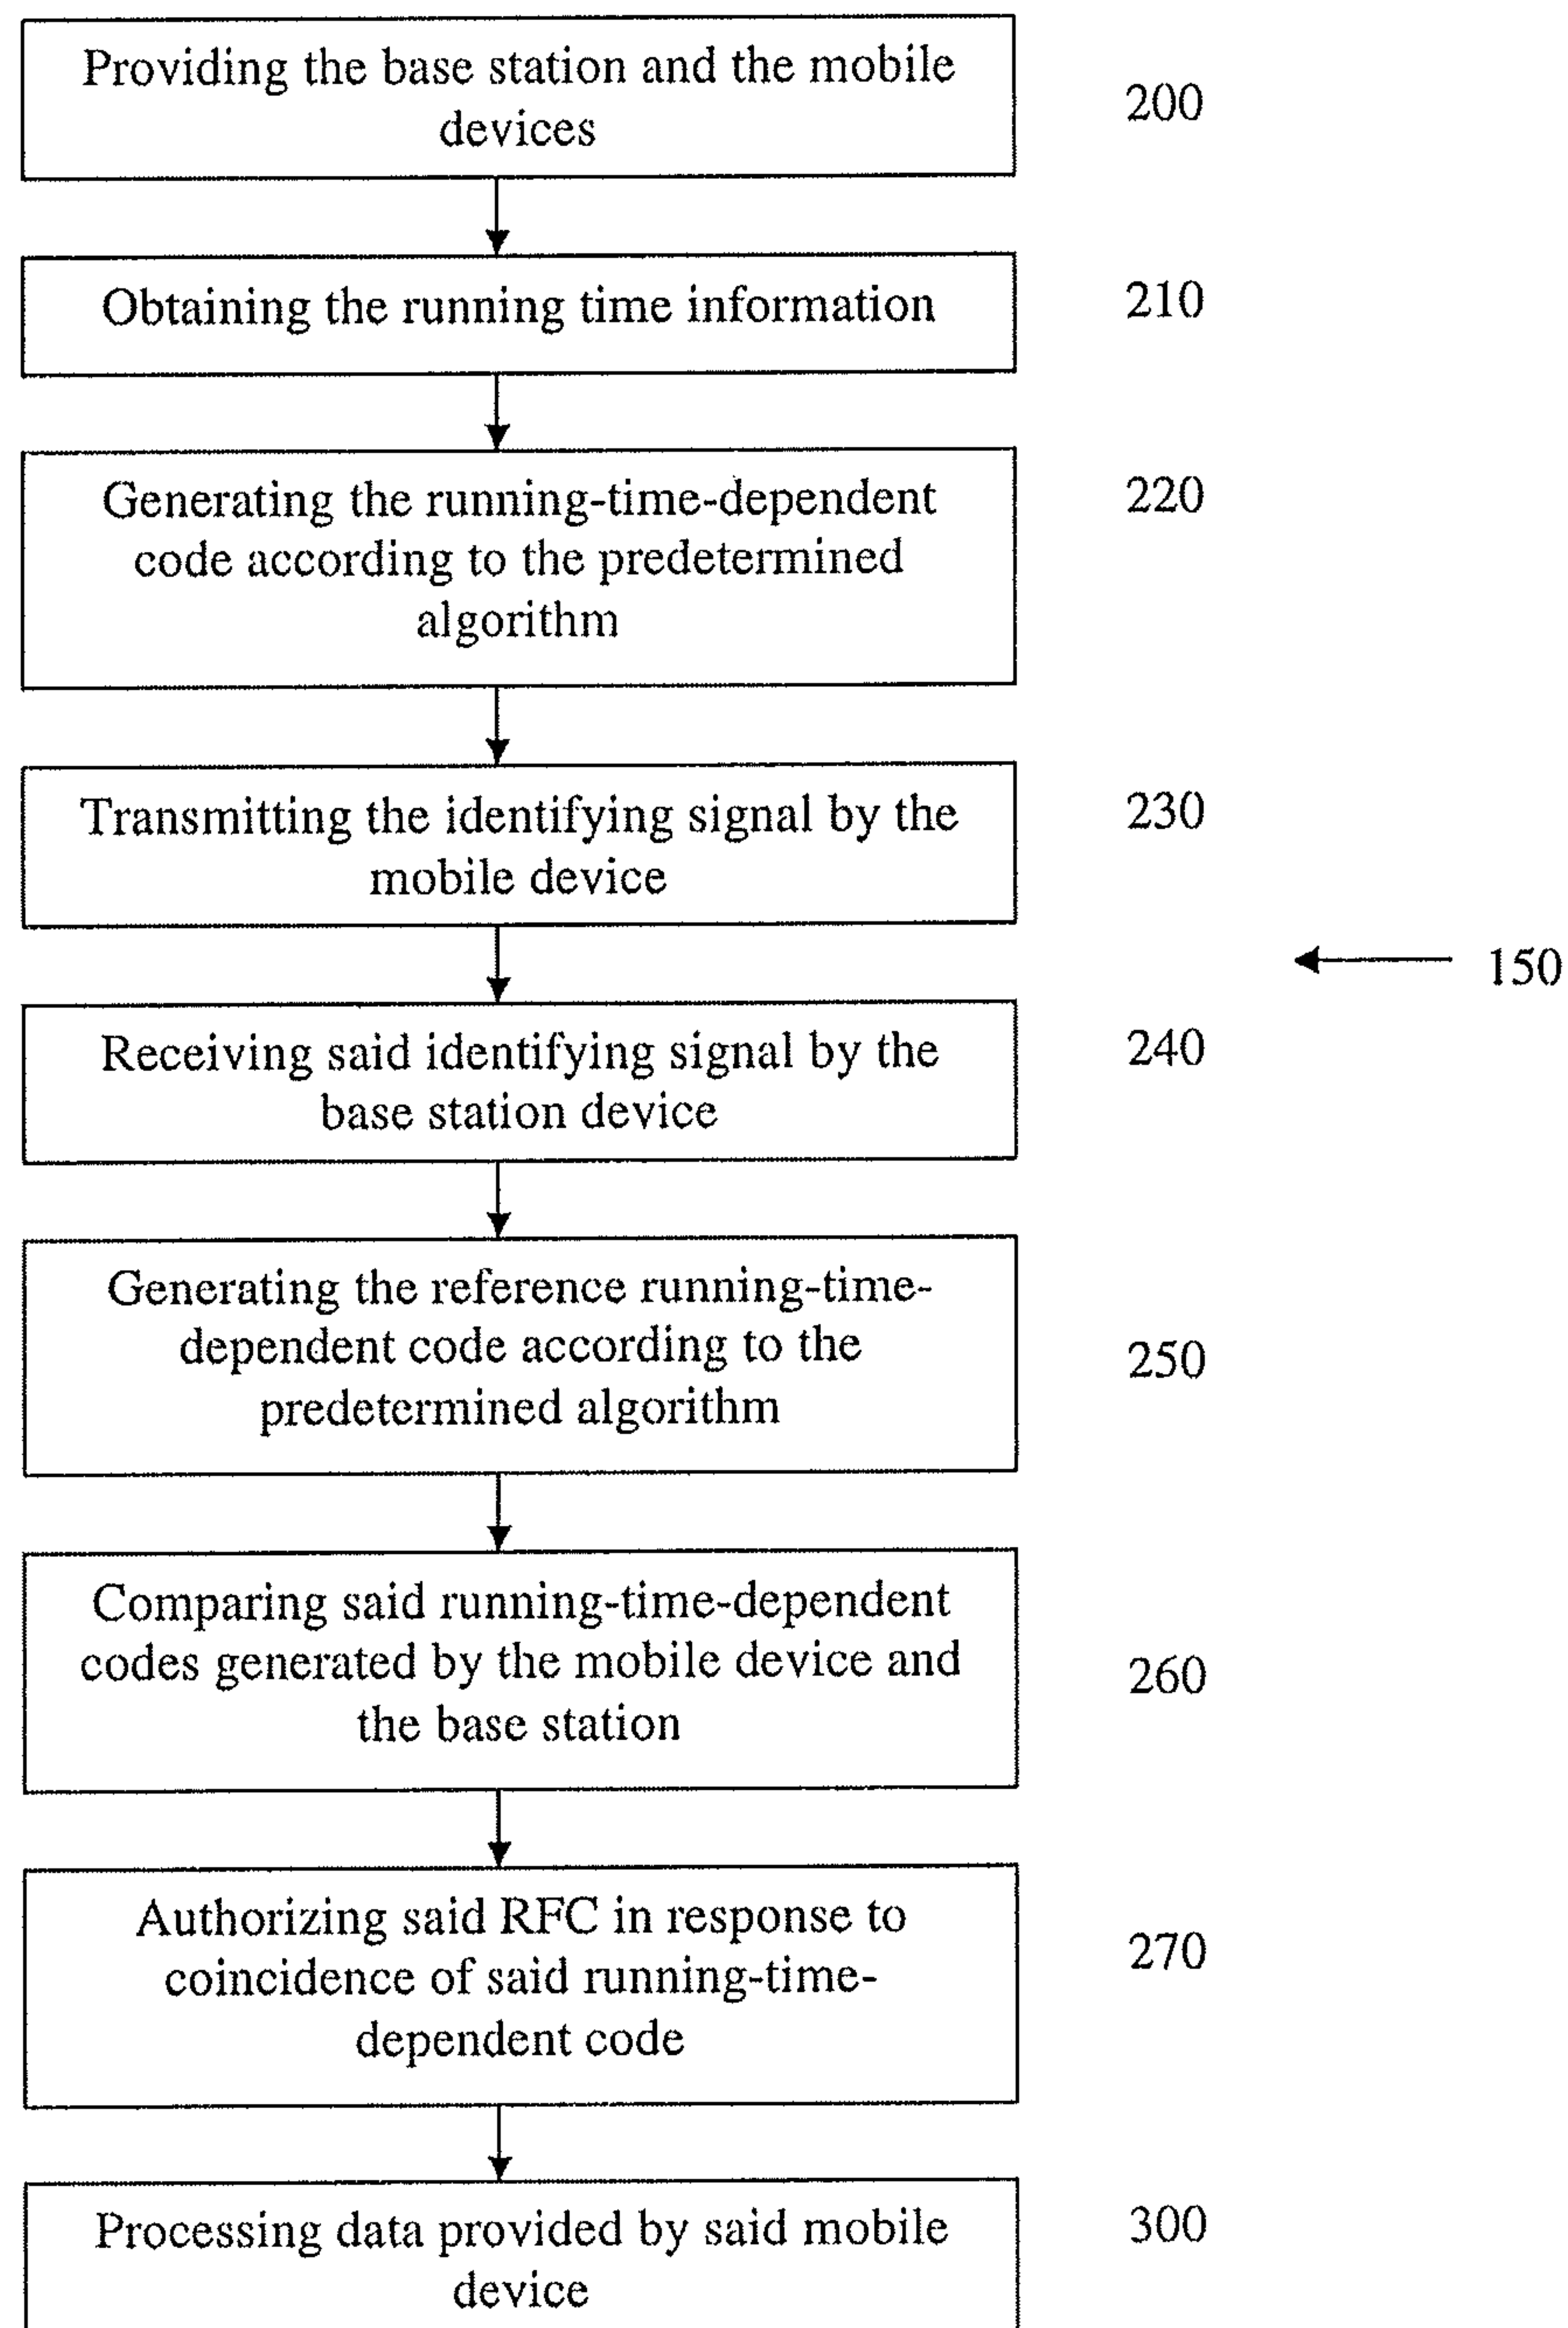 Providing the base station and the mobile
devices
200
Obtaining the running time information
210
Generating the running-time-dependent
code according to the predetermined
algorithm
220
Transmitting the identifying signal by the
mobile device
230
150
Receiving said identifying signal by the
base station device
240
Generating the reference running-time-
dependent code according to the
predetermined algorithm
250
Comparing said running-time-dependent
codes generated by the mobile device and
the base station
260
Authorizing said RFC in response to
coincidence of said running-time-
dependent code
270
Processing data provided by said mobile
device
300